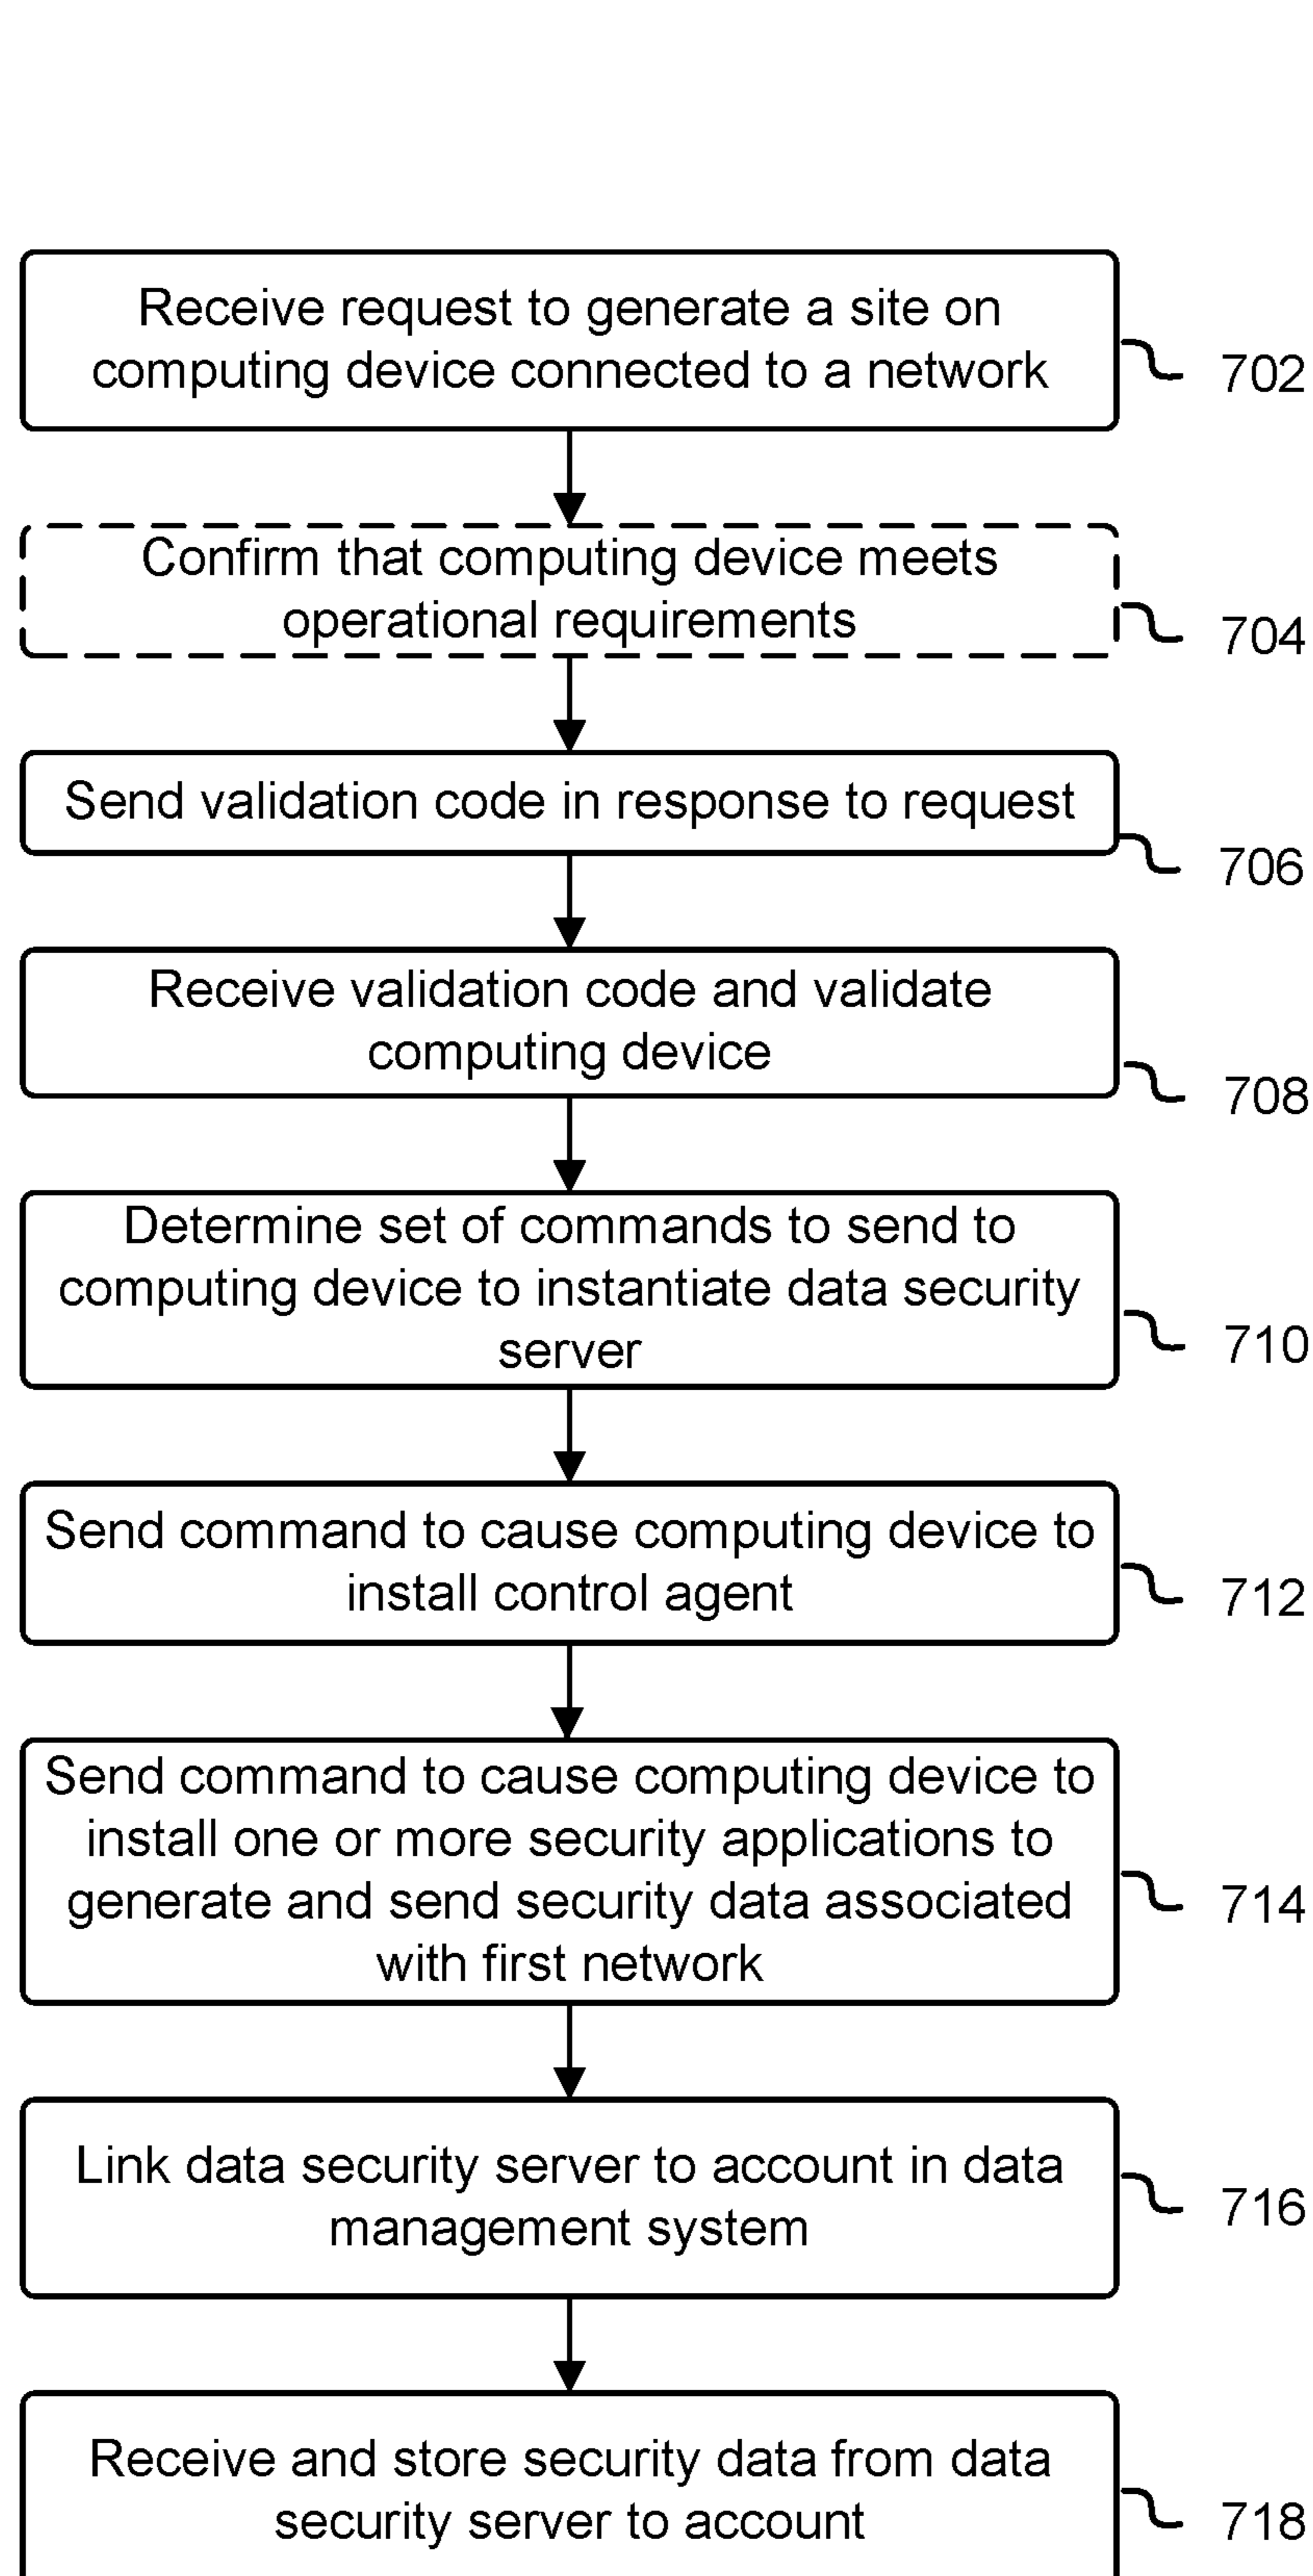 Receive request to generate a site on
computing device connected to a network
702
Confirm that computing device meets
operational requirements
704
Send validation code in response to request
706
Receive validation code and validate
computing device
708
Determine set of commands to send to
computing device to instantiate data security
server
710
Send command to cause computing device to
install control agent
712
Send command to cause computing device to
install one or more security applications to
generate and send security data associated
with first network
714
Link data security server to account in data
management system
716
Receive and store security data from data
security server to account
718